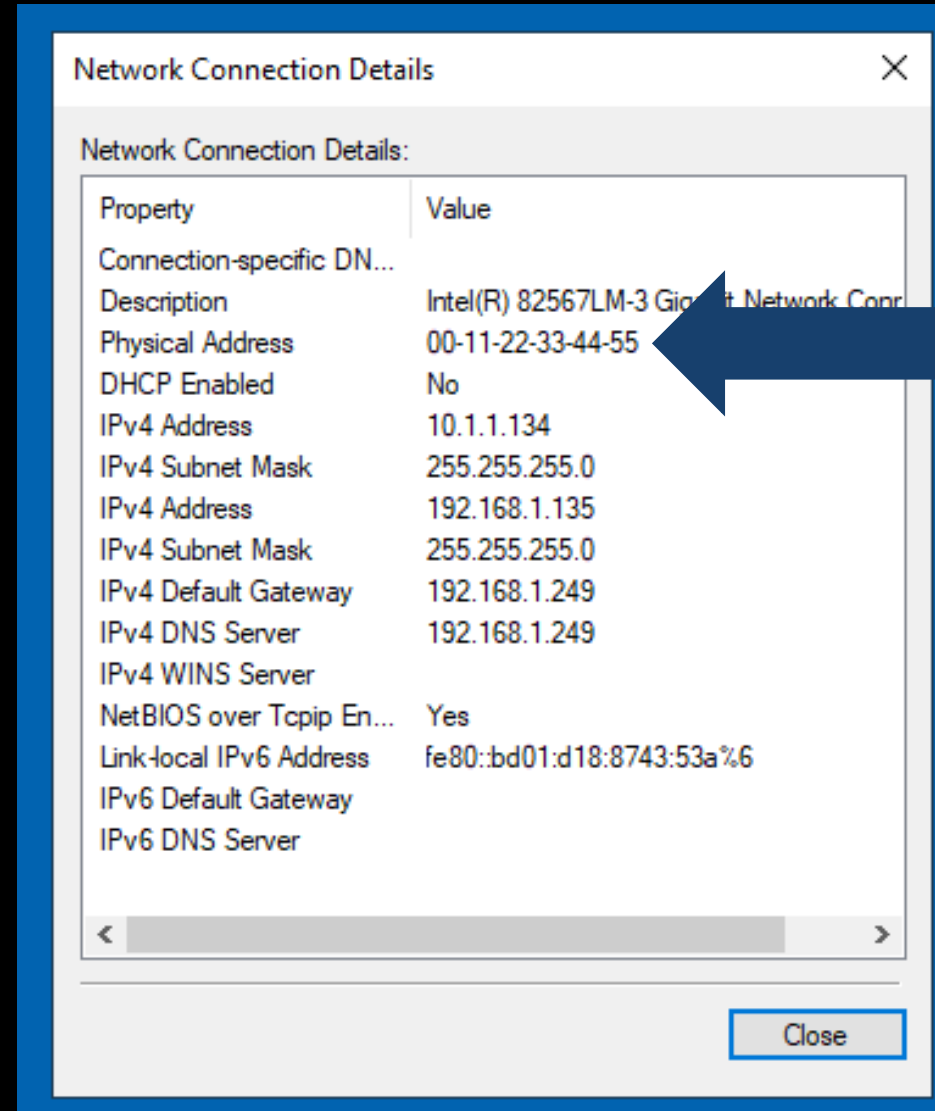 Network Connection Details
Network Connection Details:
Property Value
Connection-specific DN...
Description Intel(R) 82567LM-3 Network Conr
Physical Address 00-11-22-33-44-55
DHCP Enabled No
IPv4 Address 10.1.1.134
IPv4 Subnet Mask 255.255.255.0
IPv4 Address 192.168.1.135
IPv4 Subnet Mask 255.255.255.0
IPv4 Default Gateway 192.168.1.249
IPv4 DNS Server 192.168.1.249
IPv4 WINS Server
NetBIOS over Tcpip En... Yes
Link-local IPv6 Address fe80::bd01:d18:8743:53a%6
IPv6 Default Gateway
IPv6 DNS Server
Close